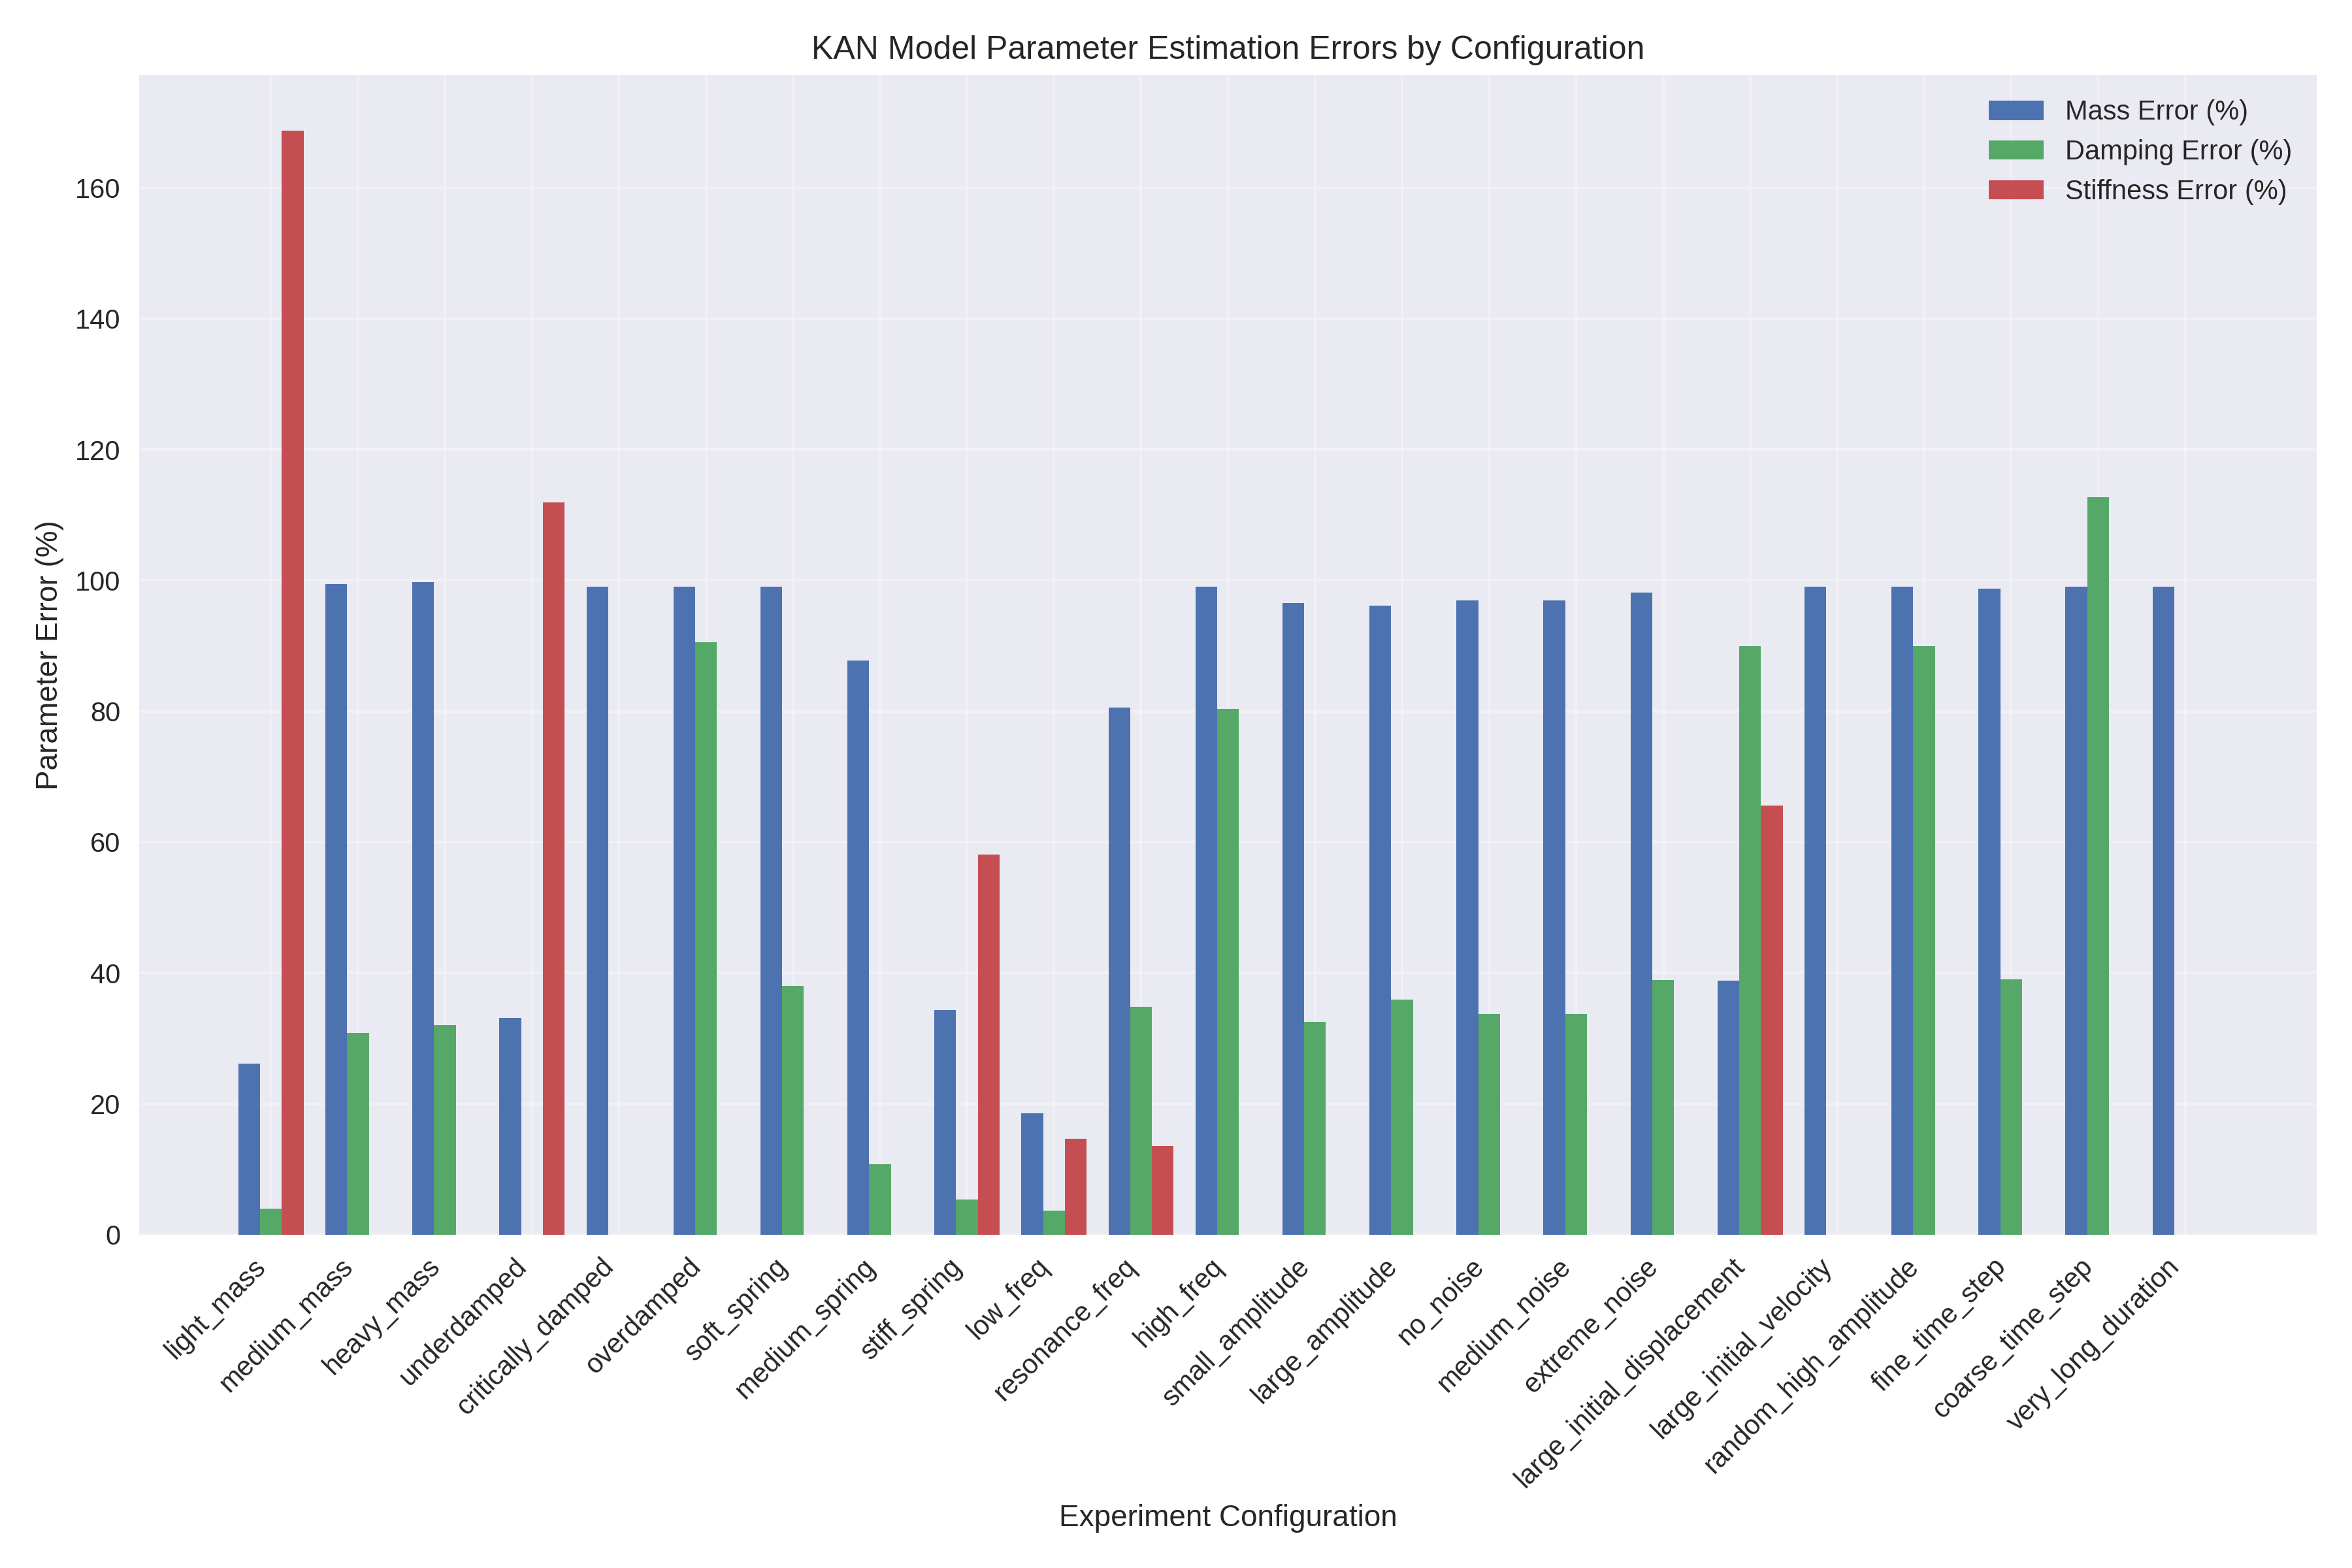 KAN Model Parameter Estimation Errors by Configuration
Mass Error (%)
Damping Error (%)
Stiffness Error (%)
Parameter Error (%)
160
140
120
100
80
60
40
20
0
light_mass
medium_mass
heavy_mass
underdamped
critically_damped
overdamped
soft_spring
medium_spring
stiff_spring
low_freq
resonance_freq
high_freq
small_amplitude
large_amplitude
no_noise
medium_noise
extreme_noise
large_initial_displacement
large_initial_velocity
random_high_amplitude
fine_time_step
coarse_time_step
very_long_duration
Experiment Configuration